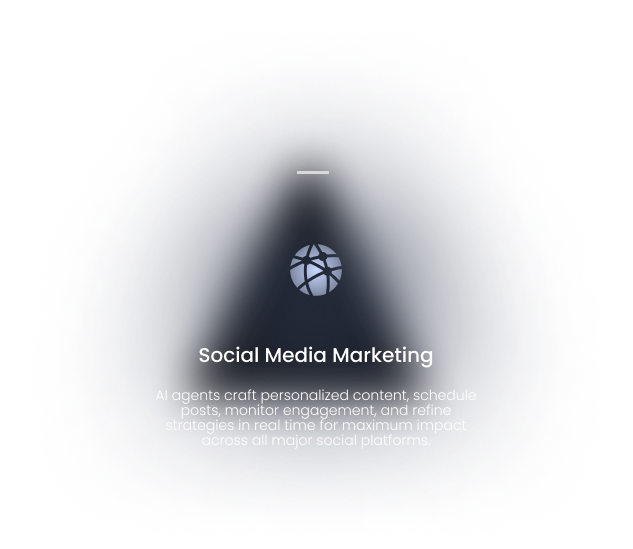 Social Media Marketing
AI agents craft personalized content, schedule
posts, monitor engagement, and refine
strategies in real time for maximum impact
across all major social platforms.